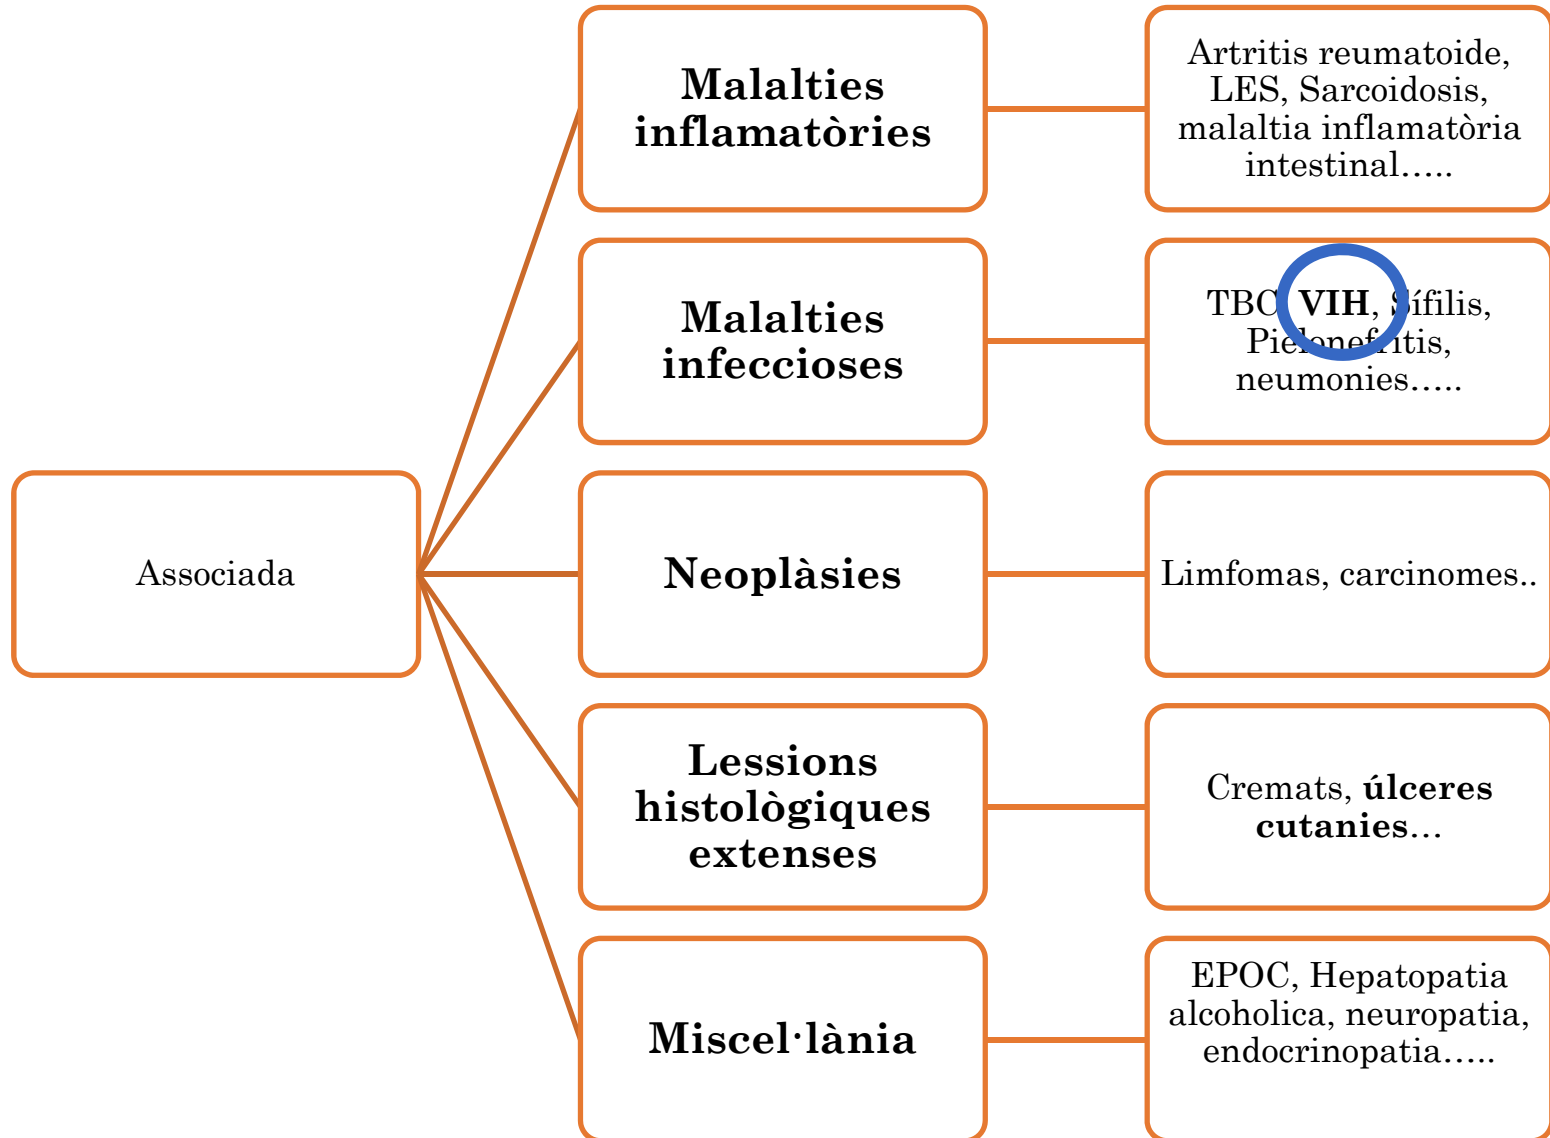 Associada
Malalties
inflamatòries
Artritis reumatoide,
LES, Sarcoidosis,
malaltia inflamatòria
intestinal…..
Malalties
infeccioses
TBC, VIH, Sífilis,
Pielonefritis,
neumonies…..
Neoplàsies
Limfomas, carcinomes..
Lessions
histològiques
extenses
Cremats, úlceres
cutanies…
Miscel·lània
EPOC, Hepatopatia
alcoholica, neuropatia,
endocrinopatia…..